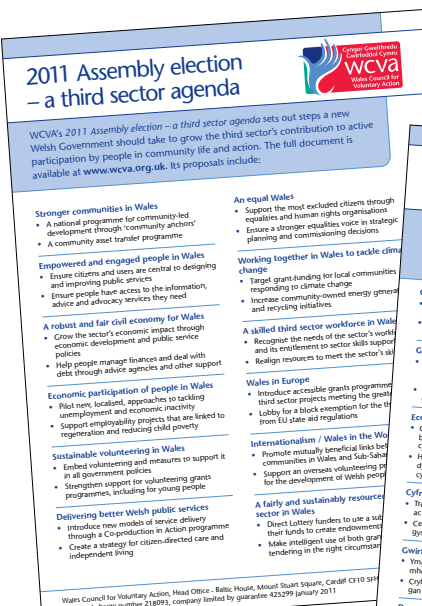 2011 Assembly election
– a third sector agenda
Cyngor Gweithredu
Gwirfoddol Cymru
WCVA
Wales Council for
Voluntary Action
WCVA's 2011 Assembly election – a third sector agenda sets out steps a new
Welsh Government should take to grow the third sector's contribution to active
participation by people in community life and action. The full document is
available at www.wcva.org.uk. Its proposals include:
Stronger communities in Wales
• A national programme for community-led
development through 'community anchors'
• A community asset transfer programme
Empowered and engaged people in Wales
• Ensure citizens and users are central to designing
and improving public services
• Ensure people have access to the information,
advice and advocacy services they need
A robust and fair civil economy for Wales
• Grow the sector's economic impact through
economic development and public service
policies
• Help people manage finances and deal with
debt through advice agencies and other support
Economic participation of people in Wales
• Pilot new, localised, approaches to tackling
unemployment and economic inactivity
• Support employability projects that are linked to
regeneration and reducing child poverty
Sustainable volunteering in Wales
• Embed volunteering and measures to support it
in all government policies
• Strengthen support for volunteering grants
programmes, including for young people
Delivering better Welsh public services
• Introduce new models of service delivery
through a Co-production in Action programme
• Create a strategy for citizen-directed care and
independent living
An equal Wales
• Support the most excluded citizens through
equalities and human rights organisations
• Ensure a stronger equalities voice in strategic
planning and commissioning decisions
Working together in Wales to tackle clima
change
• Target grant-funding for local communities
responding to climate change
• Increase community-owned energy genera
and recycling initiatives
A skilled third sector workforce in Wale
• Recognise the needs of the sector's workf
and its entitlement to sector skills suppor
• Realign resources to meet the sector's ski
Wales in Europe
• Introduce accessible grants programme
third sector projects meeting the great
• Lobby for a block exemption for the th
from EU state aid regulations
Internationalism / Wales in the Wo
• Promote mutually beneficial links bet
communities in Wales and Sub-Sahar
• Support an overseas volunteering pr
for the development of Welsh peopl
A fairly and sustainably resource
sector in Wales
• Direct Lottery funders to use a sub
their funds to create endowments
• Make intelligent use of both gran
tendering in the right circumstan
Wales Council for Voluntary Action, Head Office - Baltic House, Mount Stuart Square, Cardiff CF10 5FH
number 218093, company limited by guarantee 425299 January 2011
Cyfr
Gwirf